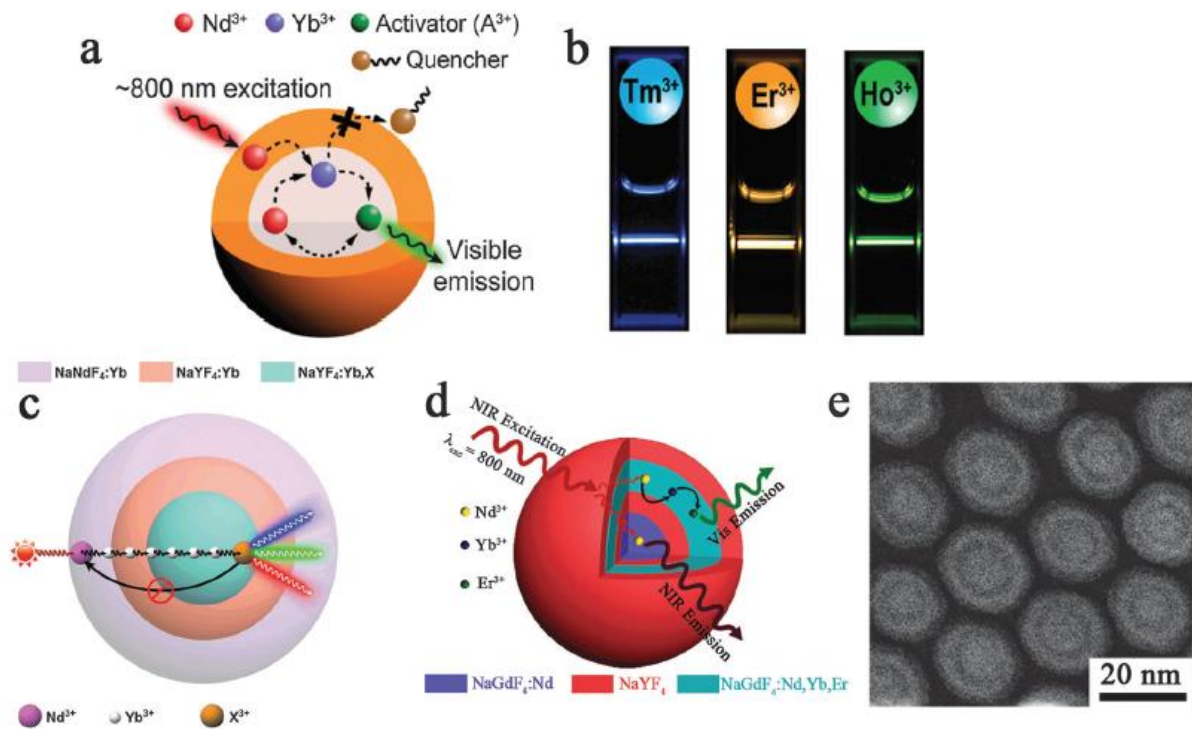 Nd³⁺ Yb³⁺ Activator (A³⁺)
a
Quencher
~800 nm excitation
Visible
emission
b
Tm³⁺ Er³⁺ Ho³⁺
NaNdF₄:Yb NaYF₄:Yb NaYF₄:Yb,X
c
Nd³⁺ Yb³⁺ X³⁺
d
NIR Excitation
λexc = 800 nm
Nd³⁺
Yb³⁺
Er³⁺
Vis Emission
NIR Emission
NaGdF₄:Nd NaYF₄ NaGdF₄:Nd,Yb,Er
e
20 nm